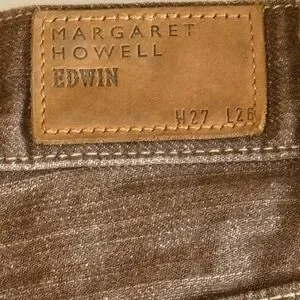 MARGARET
HOWELL
EDWIN
W27 L28